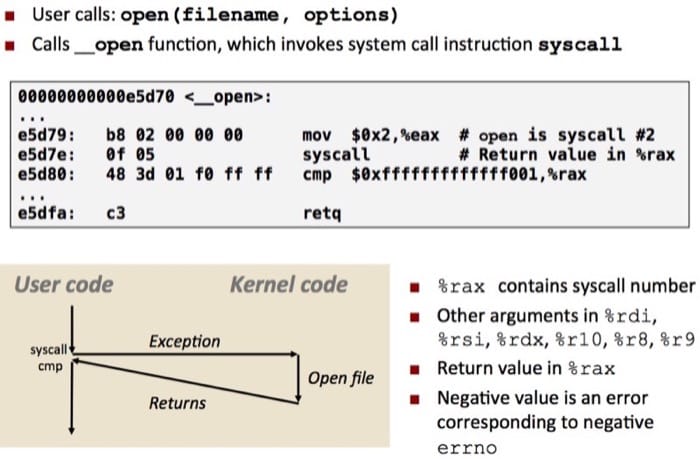 ▪ User calls: open(filename, options)
▪ Calls __open function, which invokes system call instruction syscall
00000000000e5d70 <__open>:
...
e5d79: b8 02 00 00 00 mov $0x2,%eax # open is syscall #2
e5d7e: 0f 05 syscall # Return value in %rax
e5d80: 48 3d 01 f0 ff ff cmp $0xfffffffffffff001,%rax
...
e5dfa: c3 retq
User code Kernel code
syscall
cmp
Exception
Open file
Returns
▪ %rax contains syscall number
▪ Other arguments in %rdi,
%rsi, %rdx, %r10, %r8, %r9
▪ Return value in %rax
▪ Negative value is an error
corresponding to negative
errno